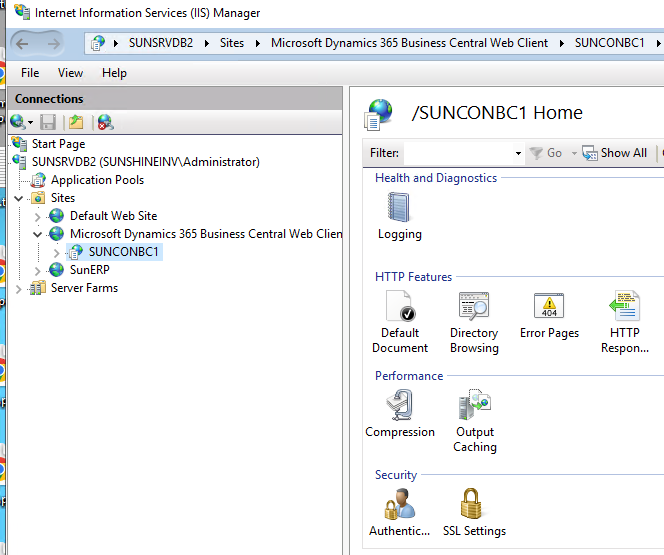 Internet Information Services (IIS) Manager
SUNSRVDB2 Sites Microsoft Dynamics 365 Business Central Web Client SUNCONBC1
File View Help
Connections
Start Page
SUNSRVDB2 (SUNSHINEINV\Administrator)
Application Pools
Sites
Default Web Site
Microsoft Dynamics 365 Business Central Web Clien
SUNCONBC1
SunERP
Server Farms
/SUNCONBC1 Home
Filter: Go Show All
Health and Diagnostics
Logging
HTTP Features
Default Document
Directory Browsing
404
Error Pages
HTTP Respon...
Performance
Compression
Output Caching
Security
Authentic...
SSL Settings